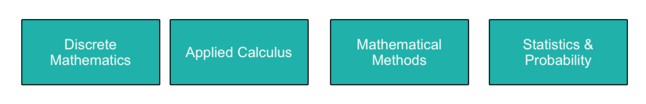 Discrete
Mathematics
Applied Calculus
Mathematical
Methods
Statistics &
Probability